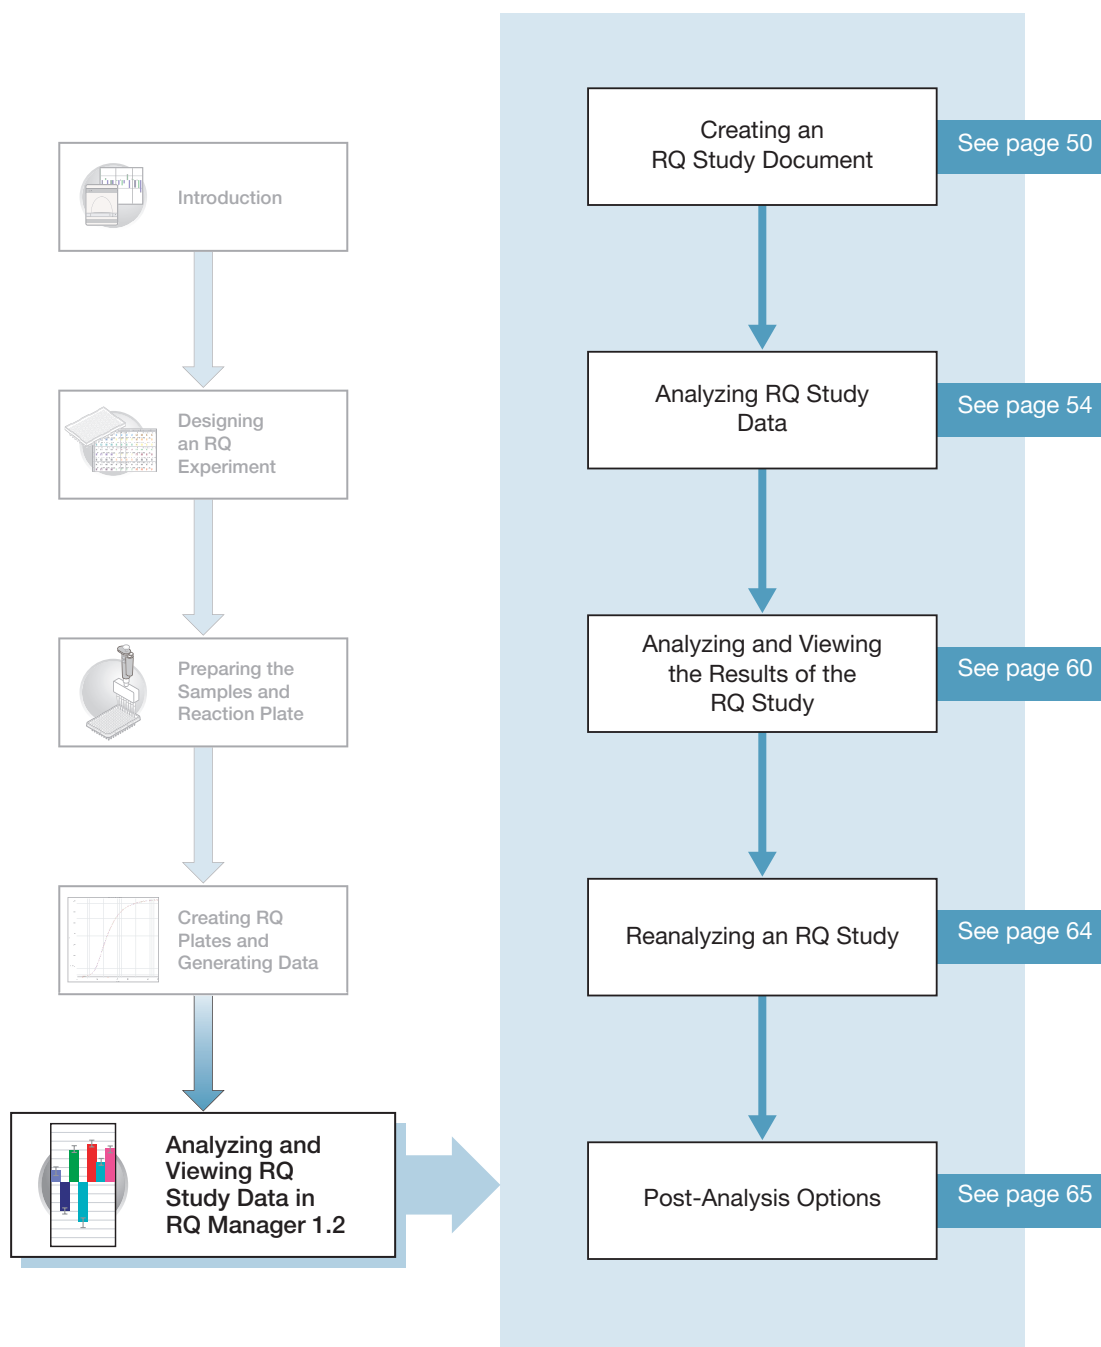 Introduction
Designing
an RQ
Experiment
Preparing the
Samples and
Reaction Plate
Creating RQ
Plates and
Generating Data
Analyzing and
Viewing RQ
Study Data in
RQ Manager 1.2
Creating an
RQ Study Document
See page 50
Analyzing RQ Study
Data
See page 54
Analyzing and Viewing
the Results of the
RQ Study
See page 60
Reanalyzing an RQ Study
See page 64
Post-Analysis Options
See page 65